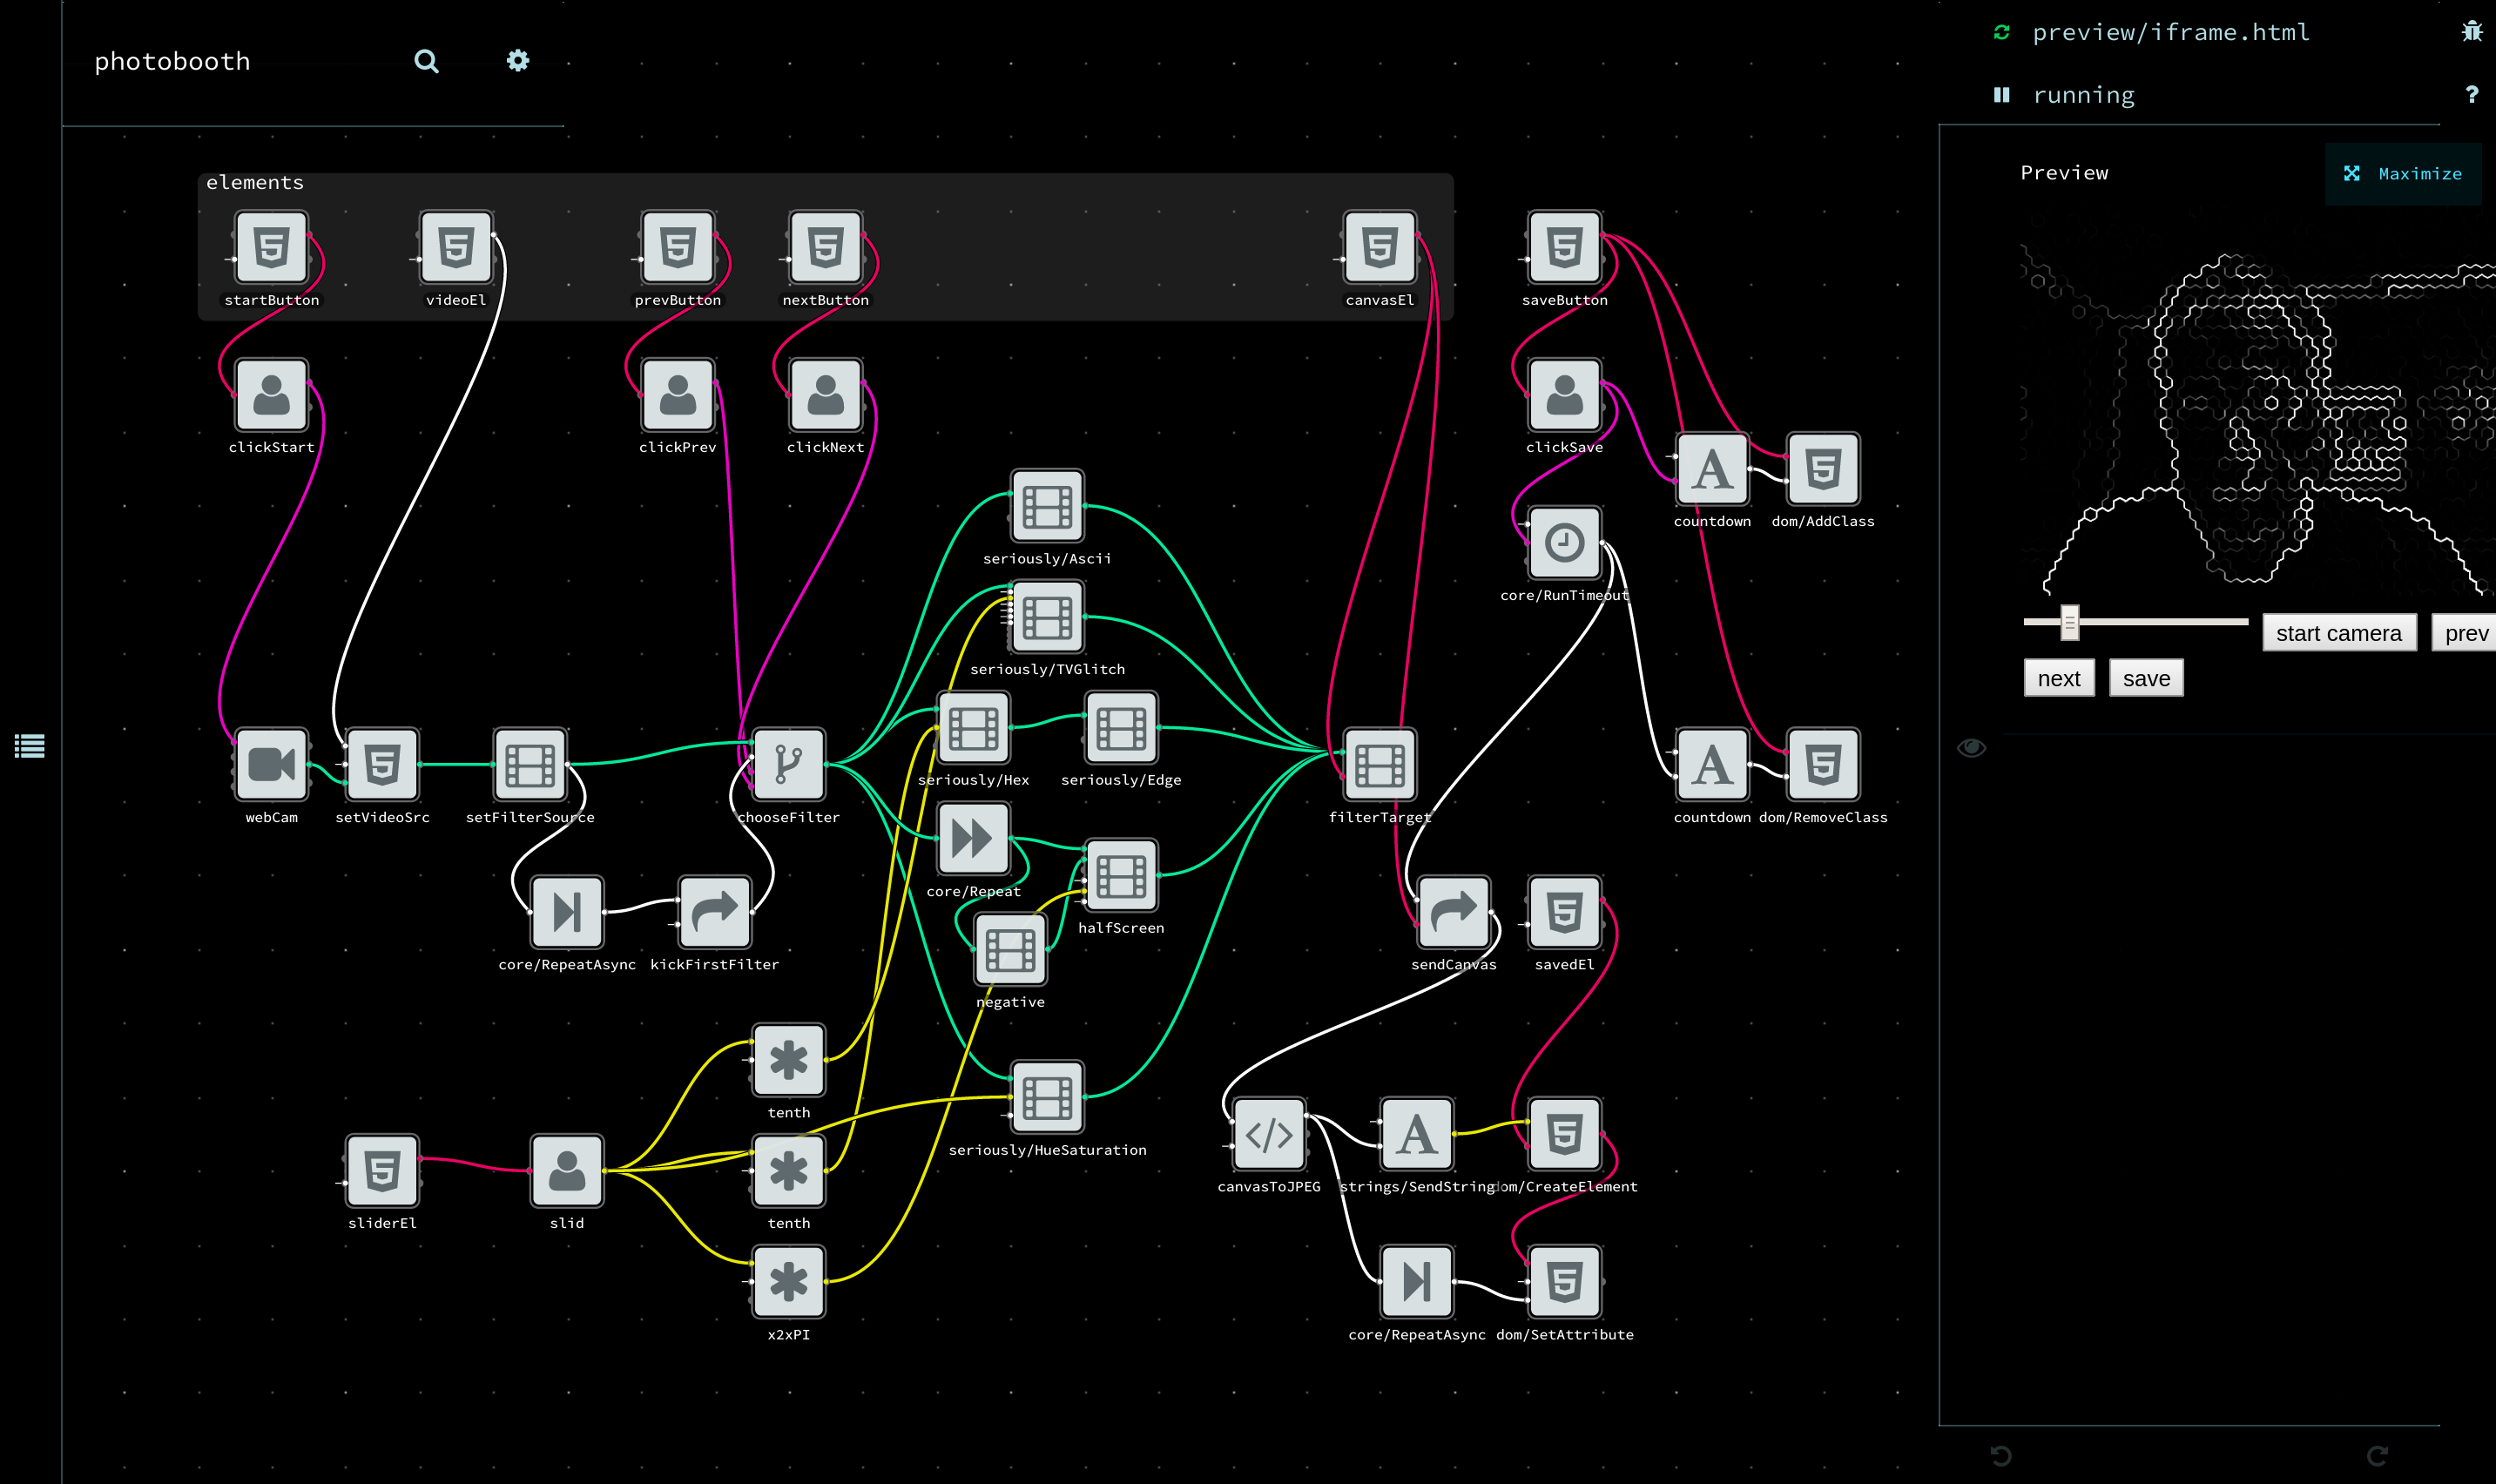 photobooth
preview/iframe.html
running
?
Preview
Maximize
elements
startButton
videoEl
prevButton
nextButton
canvasEl
saveButton
clickStart
clickPrev
clickNext
clickSave
countdown
dom/AddClass
seriously/Ascii
core/RunTimeout
seriously/TVGlitch
start camera
prev
next
save
seriously/Hex
seriously/Edge
webCam
setVideoSrc
setFilterSource
chooseFilter
filterTarget
countdown
dom/RemoveClass
core/Repeat
halfScreen
core/RepeatAsync
kickFirstFilter
sendCanvas
savedEl
negative
tenth
seriously/HueSaturation
canvasToJPEG
strings/SendString
dom/CreateElement
sliderEl
slid
tenth
x2xPI
core/RepeatAsync
dom/SetAttribute